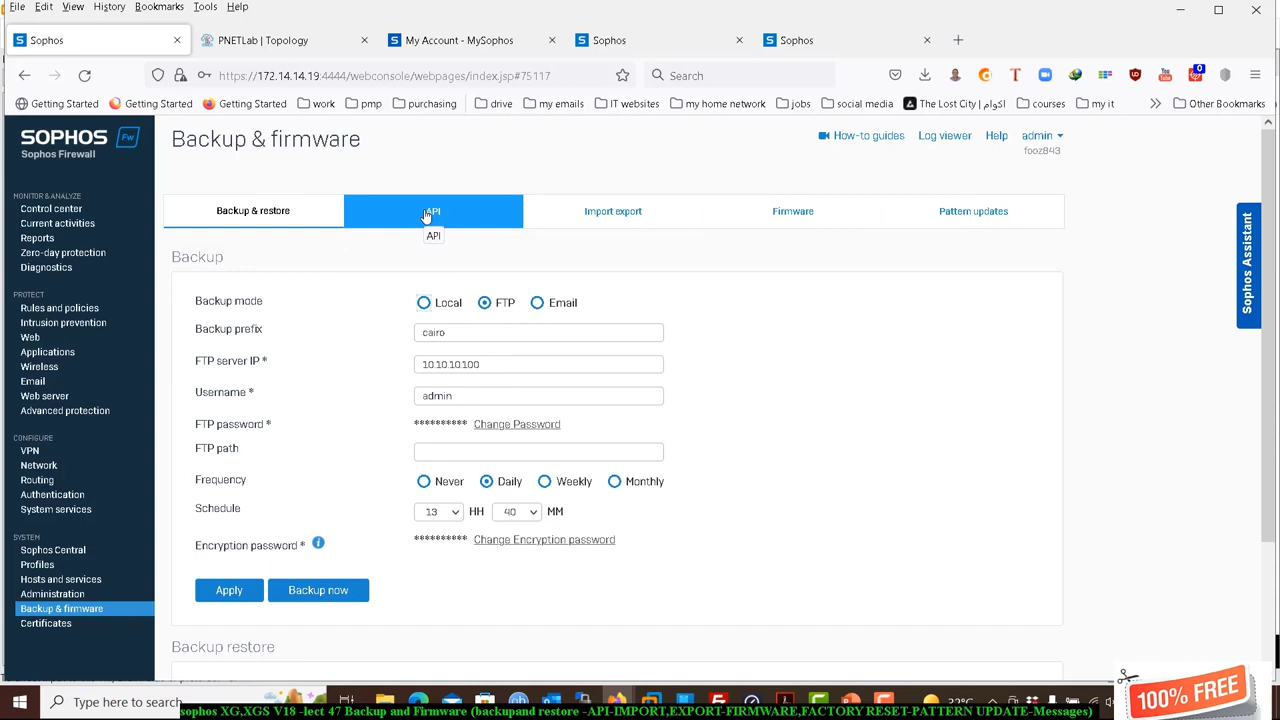 File Edit View History Bookmarks Tools Help
Sophos
PNETLab | Topology
My Account - MySophos
Sophos
Sophos
https://172.14.14.19:4444/webconsole/webpages/index.jsp#75117
Search
0
Getting Started
Getting Started
Getting Started
work
pmp
purchasing
drive
my emails
IT websites
my home network
jobs
social media
The Lost City | اكوام
courses
my it
Other Bookmarks
SOPHOS Fw
Sophos Firewall
Backup & firmware
How-to guides
Log viewer
Help
admin
fooz843
MONITOR & ANALYZE
Control center
Current activities
Reports
Zero-day protection
Diagnostics
PROTECT
Rules and policies
Intrusion prevention
Web
Applications
Wireless
Email
Web server
Advanced protection
CONFIGURE
VPN
Network
Routing
Authentication
System services
SYSTEM
Sophos Central
Profiles
Hosts and services
Administration
Backup & firmware
Certificates
Backup & restore
API
Import export
Firmware
Pattern updates
API
Sophos Assistant
Backup
Backup mode Local FTP Email
Backup prefix cairo
FTP server IP * 10.10.10.100
Username * admin
FTP password * ********** Change Password
FTP path
Frequency Never Daily Weekly Monthly
Schedule 13 HH 40 MM
Encryption password * ********** Change Encryption password
Apply Backup now
Backup restore
Type here to search
sophos XG,XGS V18 -lect 47 Backup and Firmware (backupand restore -API-IMPORT,EXPORT-FIRMWARE,FACTORY RESET-PATTERN UPDATE-Messages)
100% FREE